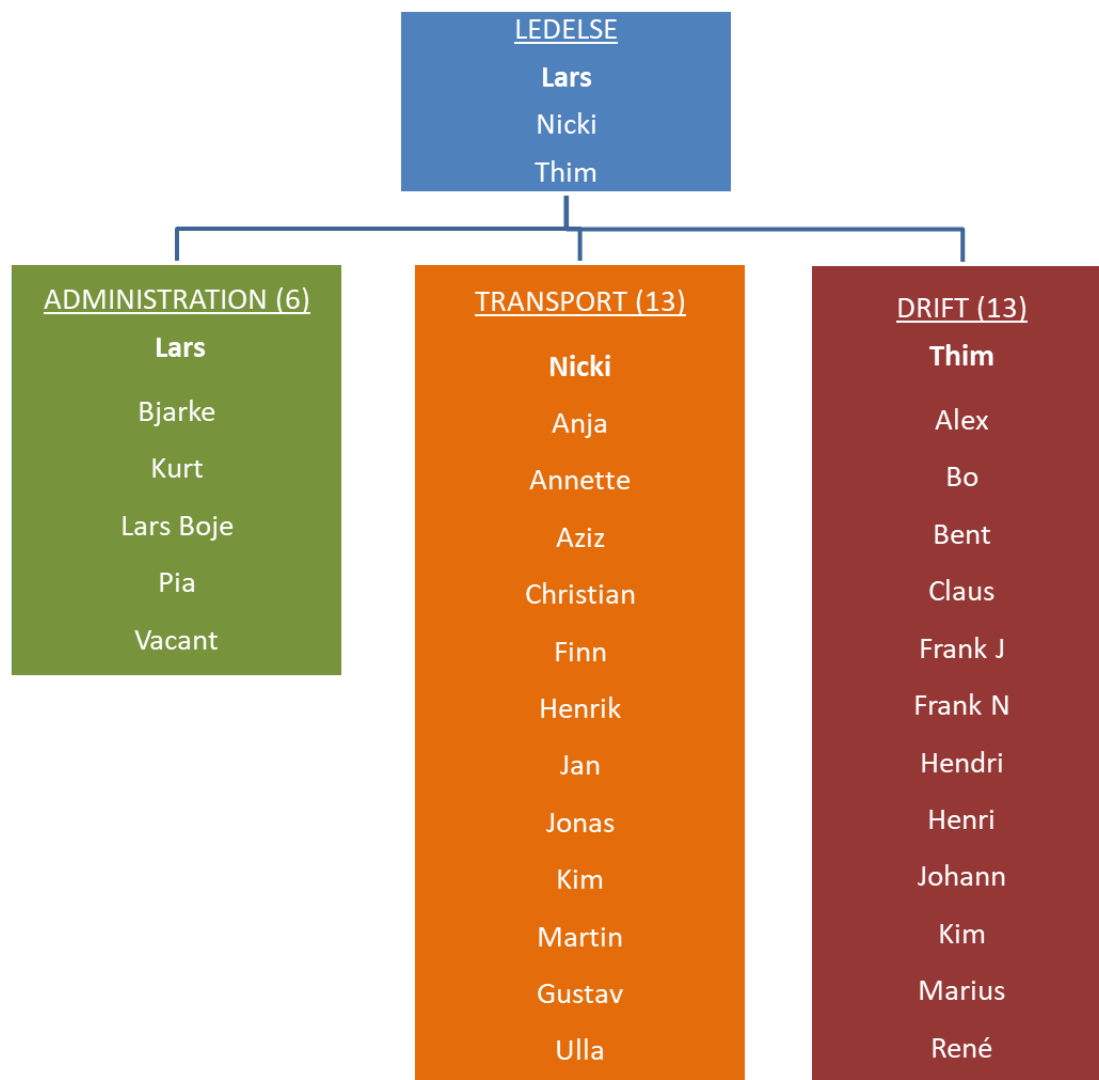 LEDELSE
Lars
Nicki
Thim
ADMINISTRATION (6)
Lars
Bjarke
Kurt
Lars Boje
Pia
Vacant
TRANSPORT (13)
Nicki
Anja
Annette
Aziz
Christian
Finn
Henrik
Jan
Jonas
Kim
Martin
Gustav
Ulla
DRIFT (13)
Thim
Alex
Bo
Bent
Claus
Frank J
Frank N
Hendri
Henri
Johann
Kim
Marius
René